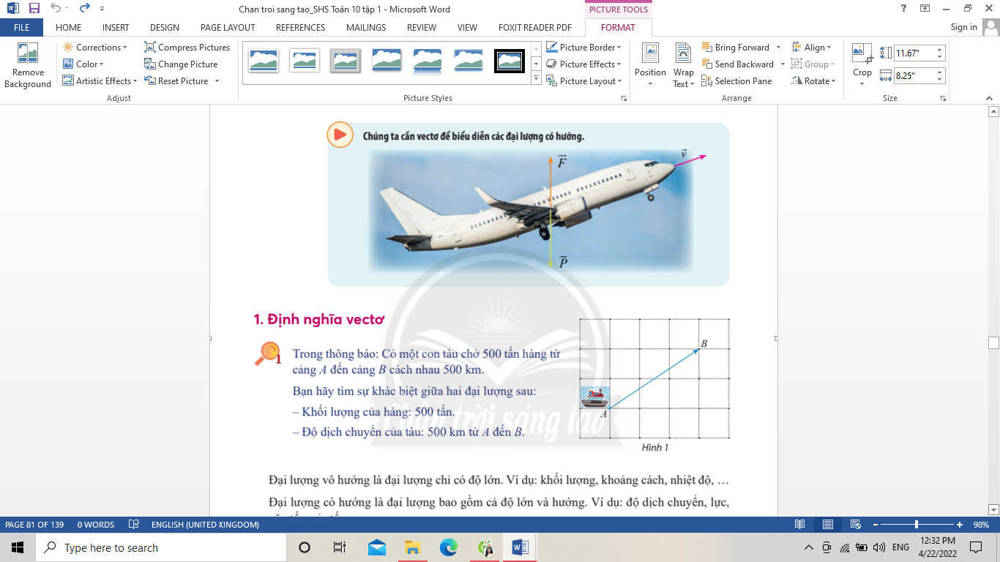 Chan troi sang tao_SHS Toán 10 tập 1 - Microsoft Word
PICTURE TOOLS
FILE HOME INSERT DESIGN PAGE LAYOUT REFERENCES MAILINGS REVIEW VIEW FOXIT READER PDF FORMAT
Sign in
Remove Background
Corrections
Color
Artistic Effects
Compress Pictures
Change Picture
Reset Picture
Adjust
Picture Styles
Picture Border
Picture Effects
Picture Layout
Position
Wrap Text
Bring Forward
Send Backward
Selection Pane
Align
Group
Rotate
Arrange
Crop
11.67"
8.25"
Size
Chúng ta cần vectơ để biểu diễn các đại lượng có hướng.
F
v
P
1. Định nghĩa vectơ
1
Trong thông báo: Có một con tàu chở 500 tấn hàng từ
cảng A đến cảng B cách nhau 500 km.
Bạn hãy tìm sự khác biệt giữa hai đại lượng sau:
– Khối lượng của hàng: 500 tấn.
– Độ dịch chuyển của tàu: 500 km từ A đến B.
B
A
Hình 1
Chân trời sáng tạo
Đại lượng vô hướng là đại lượng chỉ có độ lớn. Ví dụ: khối lượng, khoảng cách, nhiệt độ, …
Đại lượng có hướng là đại lượng bao gồm cả độ lớn và hướng. Ví dụ: độ dịch chuyển, lực,
PAGE 81 OF 139 0 WORDS ENGLISH (UNITED KINGDOM) 98%
Type here to search
ENG
12:32 PM
4/22/2022